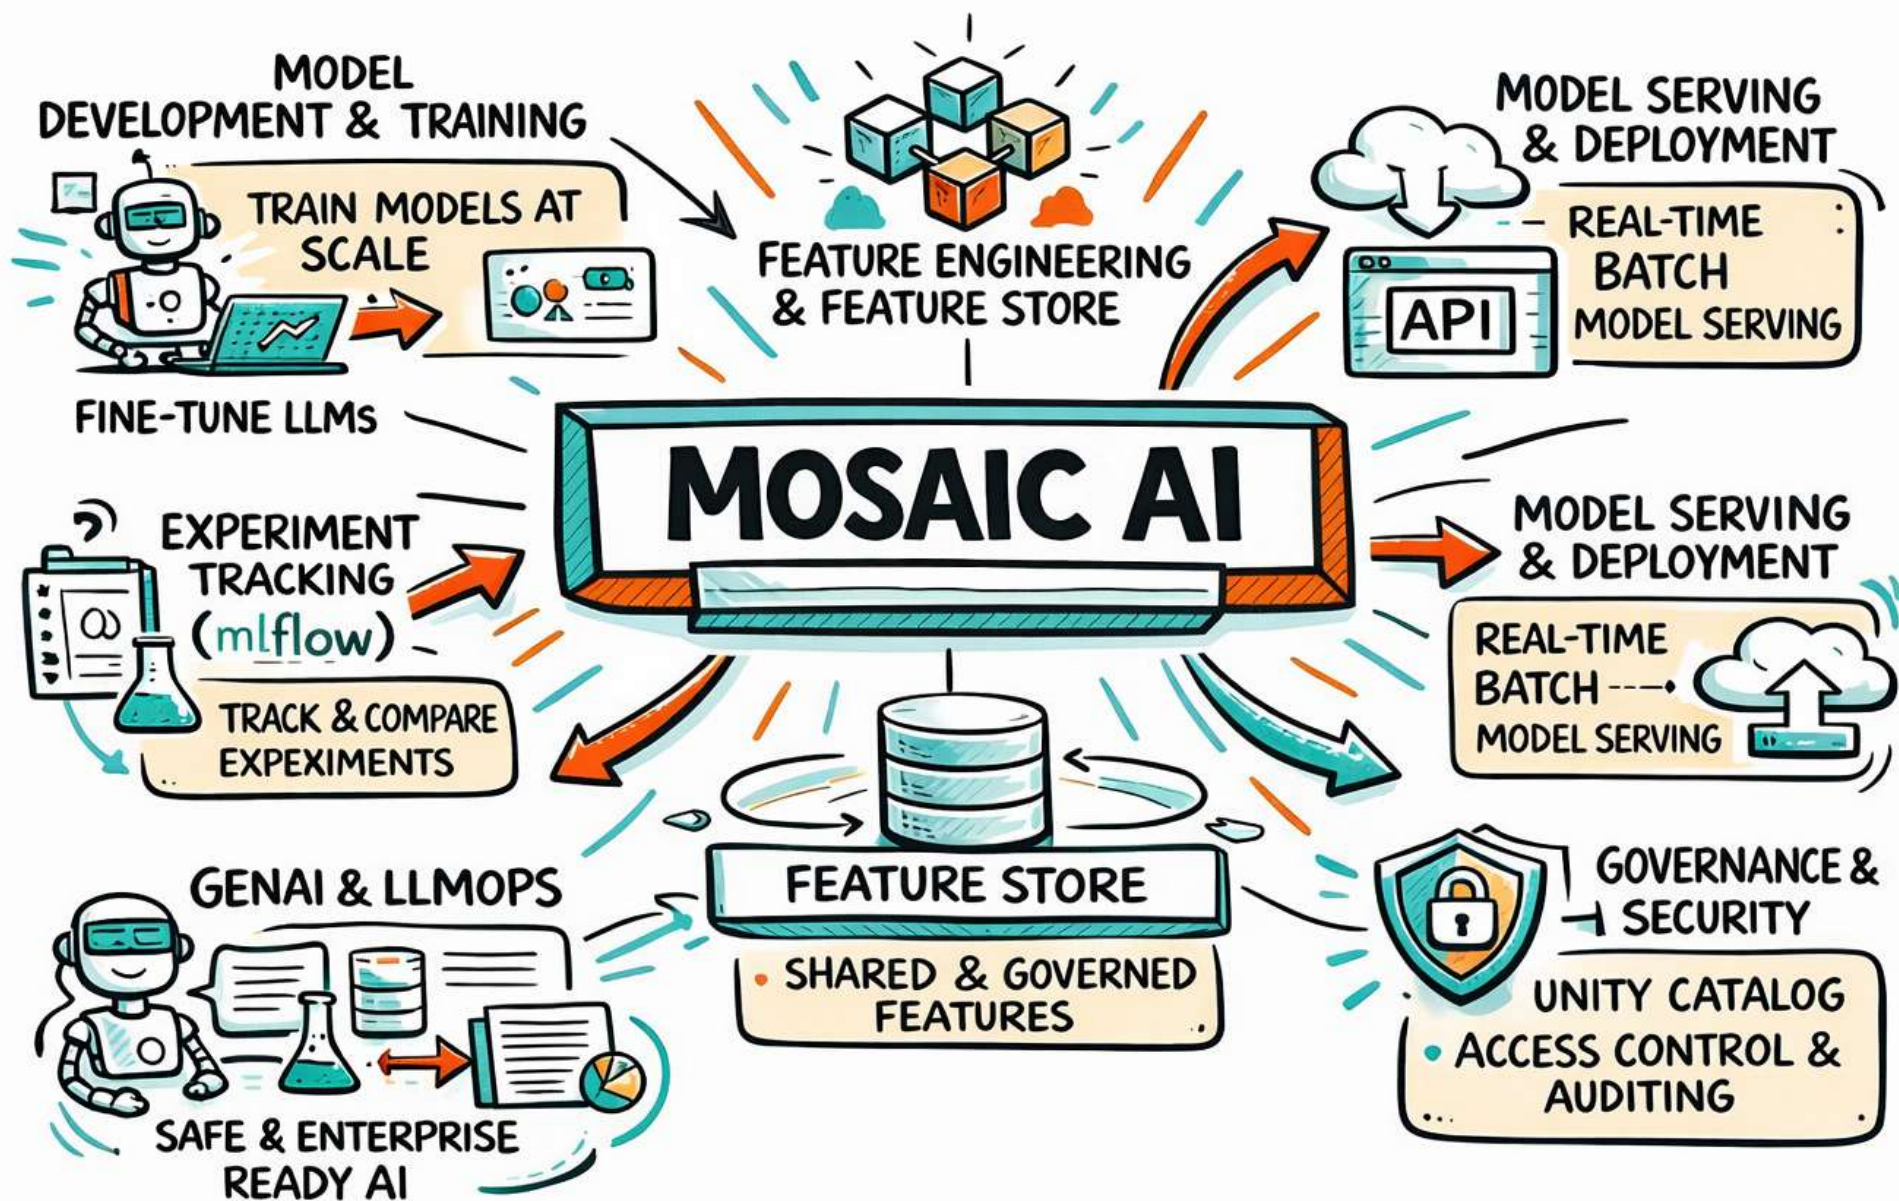 MODEL
DEVELOPMENT & TRAINING
TRAIN MODELS AT
SCALE
FINE-TUNE LLMs
EXPERIMENT
TRACKING
(mlflow)
TRACK & COMPARE
EXPEXIMENTS
GENAI & LLMOPS
SAFE & ENTERPRISE
READY AI
FEATURE ENGINEERING
& FEATURE STORE
MOSAIC AI
FEATURE STORE
• SHARED & GOVERNED
FEATURES
MODEL SERVING
& DEPLOYMENT
API
REAL-TIME
BATCH
MODEL SERVING
MODEL SERVING
& DEPLOYMENT
REAL-TIME
BATCH
MODEL SERVING
GOVERNANCE &
SECURITY
UNITY CATALOG
• ACCESS CONTROL &
AUDITING